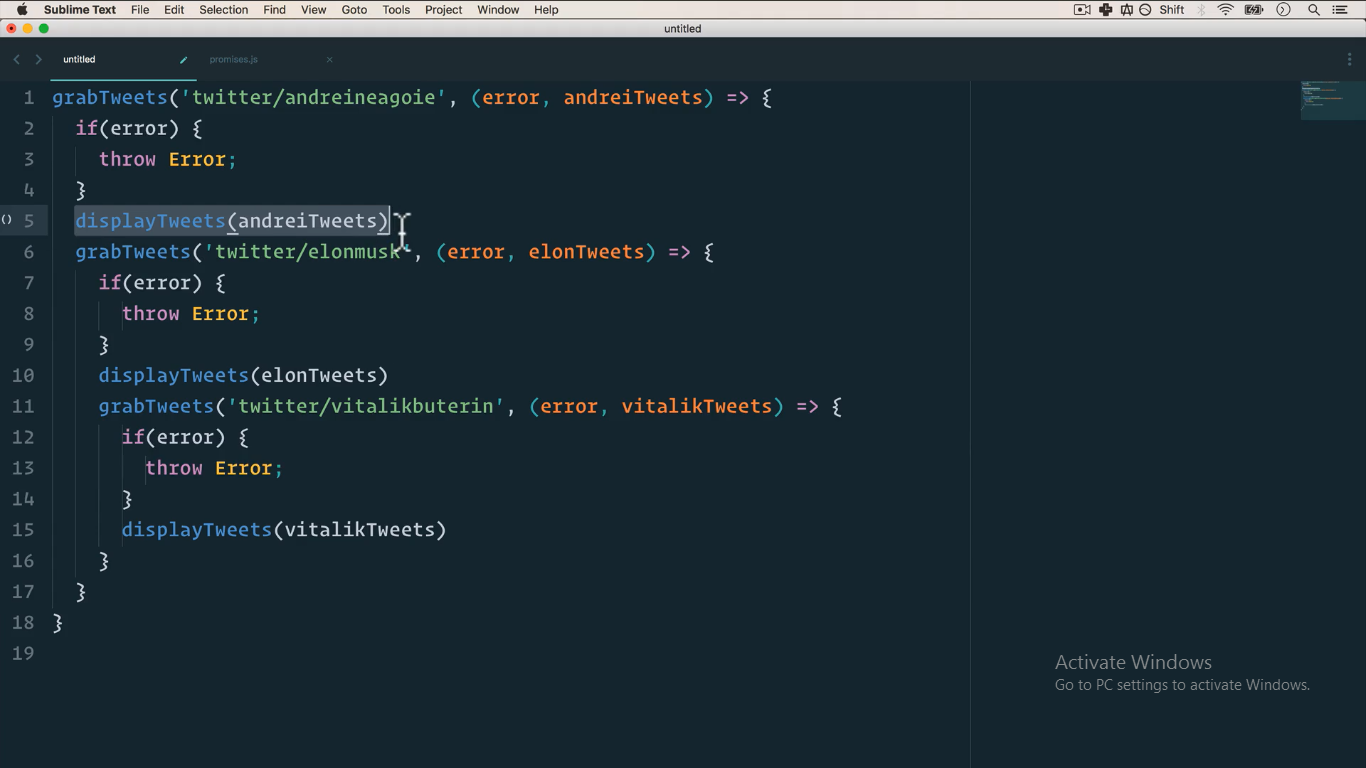 Sublime Text File Edit Selection Find View Goto Tools Project Window Help Shift
untitled
untitled promises.js
1 grabTweets('twitter/andreineagoie', (error, andreiTweets) => {
2 if(error) {
3 throw Error;
4 }
5 displayTweets(andreiTweets)
6 grabTweets('twitter/elonmusk', (error, elonTweets) => {
7 if(error) {
8 throw Error;
9 }
10 displayTweets(elonTweets)
11 grabTweets('twitter/vitalikbuterin', (error, vitalikTweets) => {
12 if(error) {
13 throw Error;
14 }
15 displayTweets(vitalikTweets)
16 }
17 }
18 }
19
Activate Windows
Go to PC settings to activate Windows.